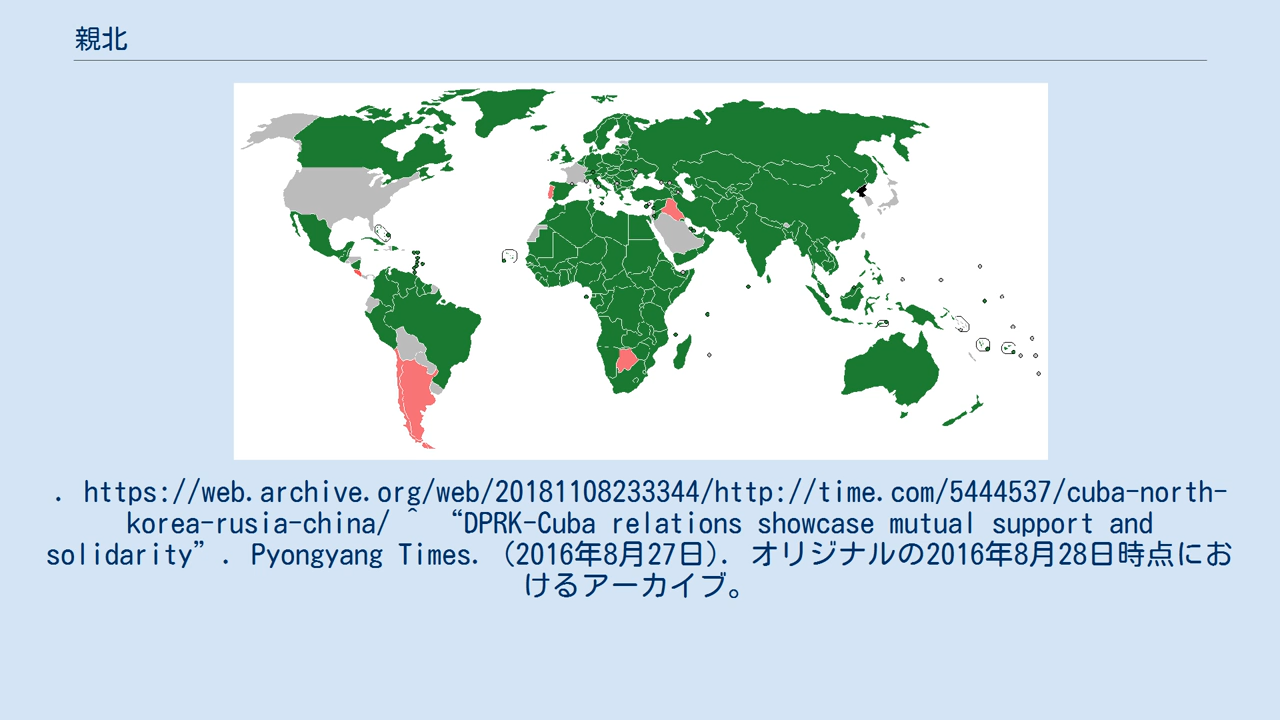 親北
. https://web.archive.org/web/20181108233344/http://time.com/5444537/cuba-north-
korea-rusia-china/ ^ “DPRK-Cuba relations showcase mutual support and
solidarity”. Pyongyang Times. (2016年8月27日). オリジナルの2016年8月28日時点にお
けるアーカイブ。